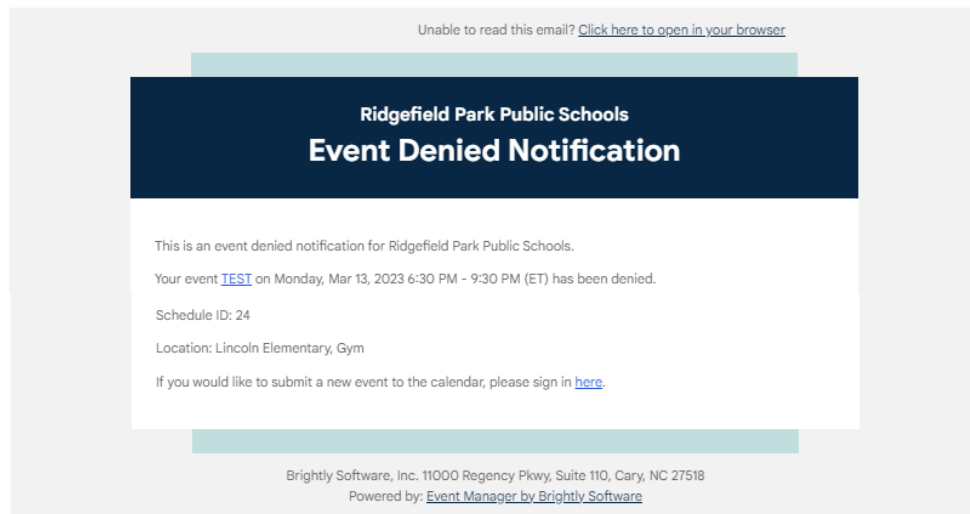 Unable to read this email? Click here to open in your browser
Ridgefield Park Public Schools
Event Denied Notification
This is an event denied notification for Ridgefield Park Public Schools.
Your event TEST on Monday, Mar 13, 2023 6:30 PM - 9:30 PM (ET) has been denied.
Schedule ID: 24
Location: Lincoln Elementary, Gym
If you would like to submit a new event to the calendar, please sign in here.
Brightly Software, Inc. 11000 Regency Pkwy, Suite 110, Cary, NC 27518
Powered by: Event Manager by Brightly Software